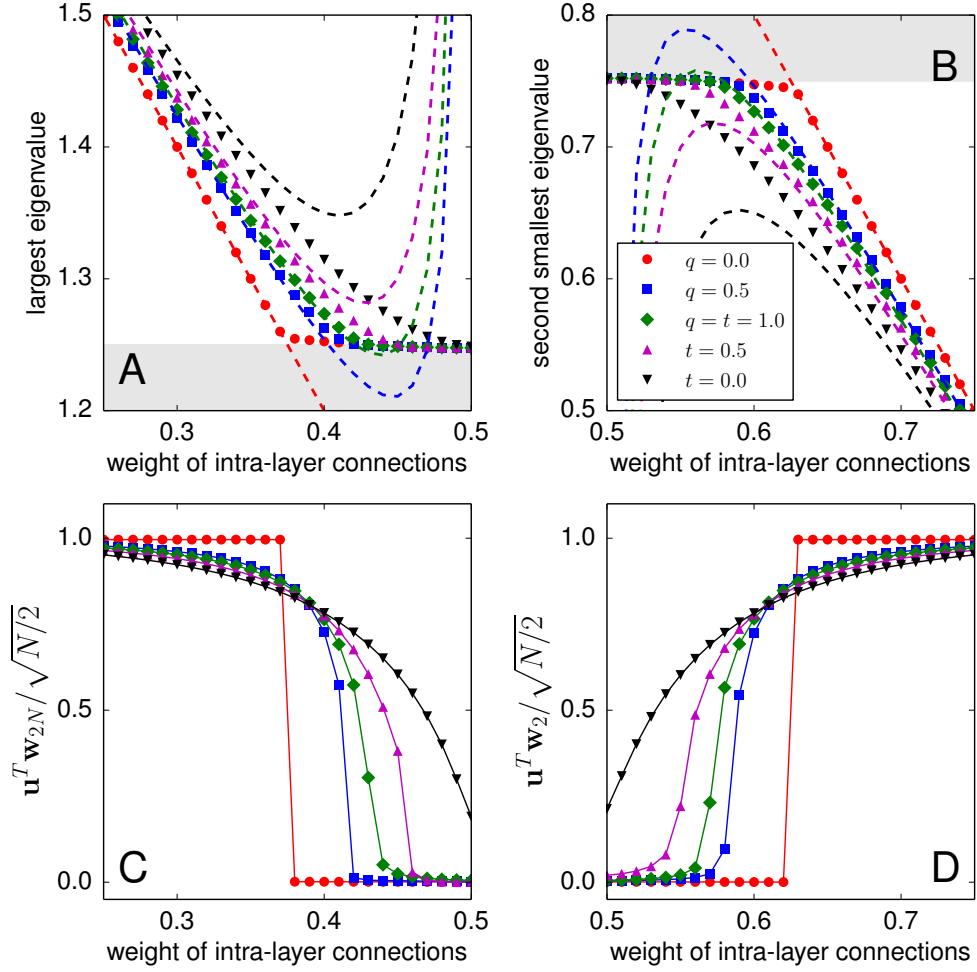 1.5
1.4
1.3
1.2
largest eigenvalue
A
0.3
0.4
0.5
weight of intra-layer connections
0.8
0.7
0.6
0.5
second smallest eigenvalue
B
q = 0.0
q = 0.5
q = t = 1.0
t = 0.5
t = 0.0
0.5
0.6
0.7
weight of intra-layer connections
1.0
0.5
0.0
u^T w_{2N} / √N/2
C
0.3
0.4
0.5
weight of intra-layer connections
1.0
0.5
0.0
u^T w_2 / √N/2
D
0.5
0.6
0.7
weight of intra-layer connections